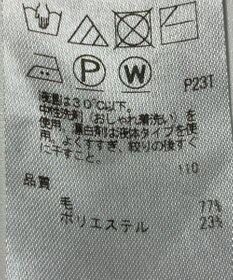 P23T
P W
液温は30℃以下。
中性洗剤(おしゃれ着洗い)を
使用。漂白剤は液体タイプを使
用。よくすすぎ、絞りの後すぐ
に干すこと。
110
品質
毛 77%
ポリエステル 23%